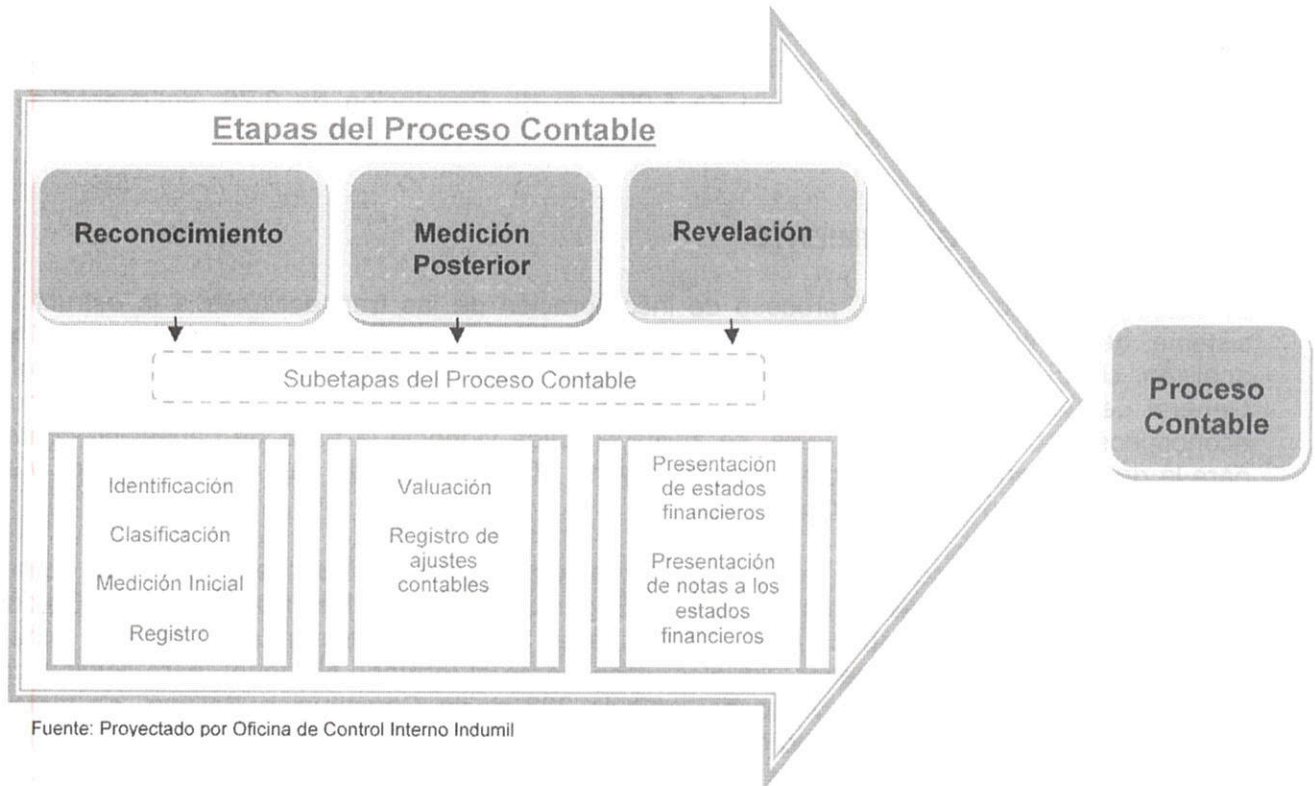 Etapas del Proceso Contable
Reconocimiento
Medición
Posterior
Revelación
Subetapas del Proceso Contable
Identificación
Clasificación
Medición Inicial
Registro
Valuación
Registro de
ajustes
contables
Presentación
de estados
financieros
Presentación
de notas a los
estados
financieros
Proceso
Contable
Fuente: Proyectado por Oficina de Control Interno Indumil